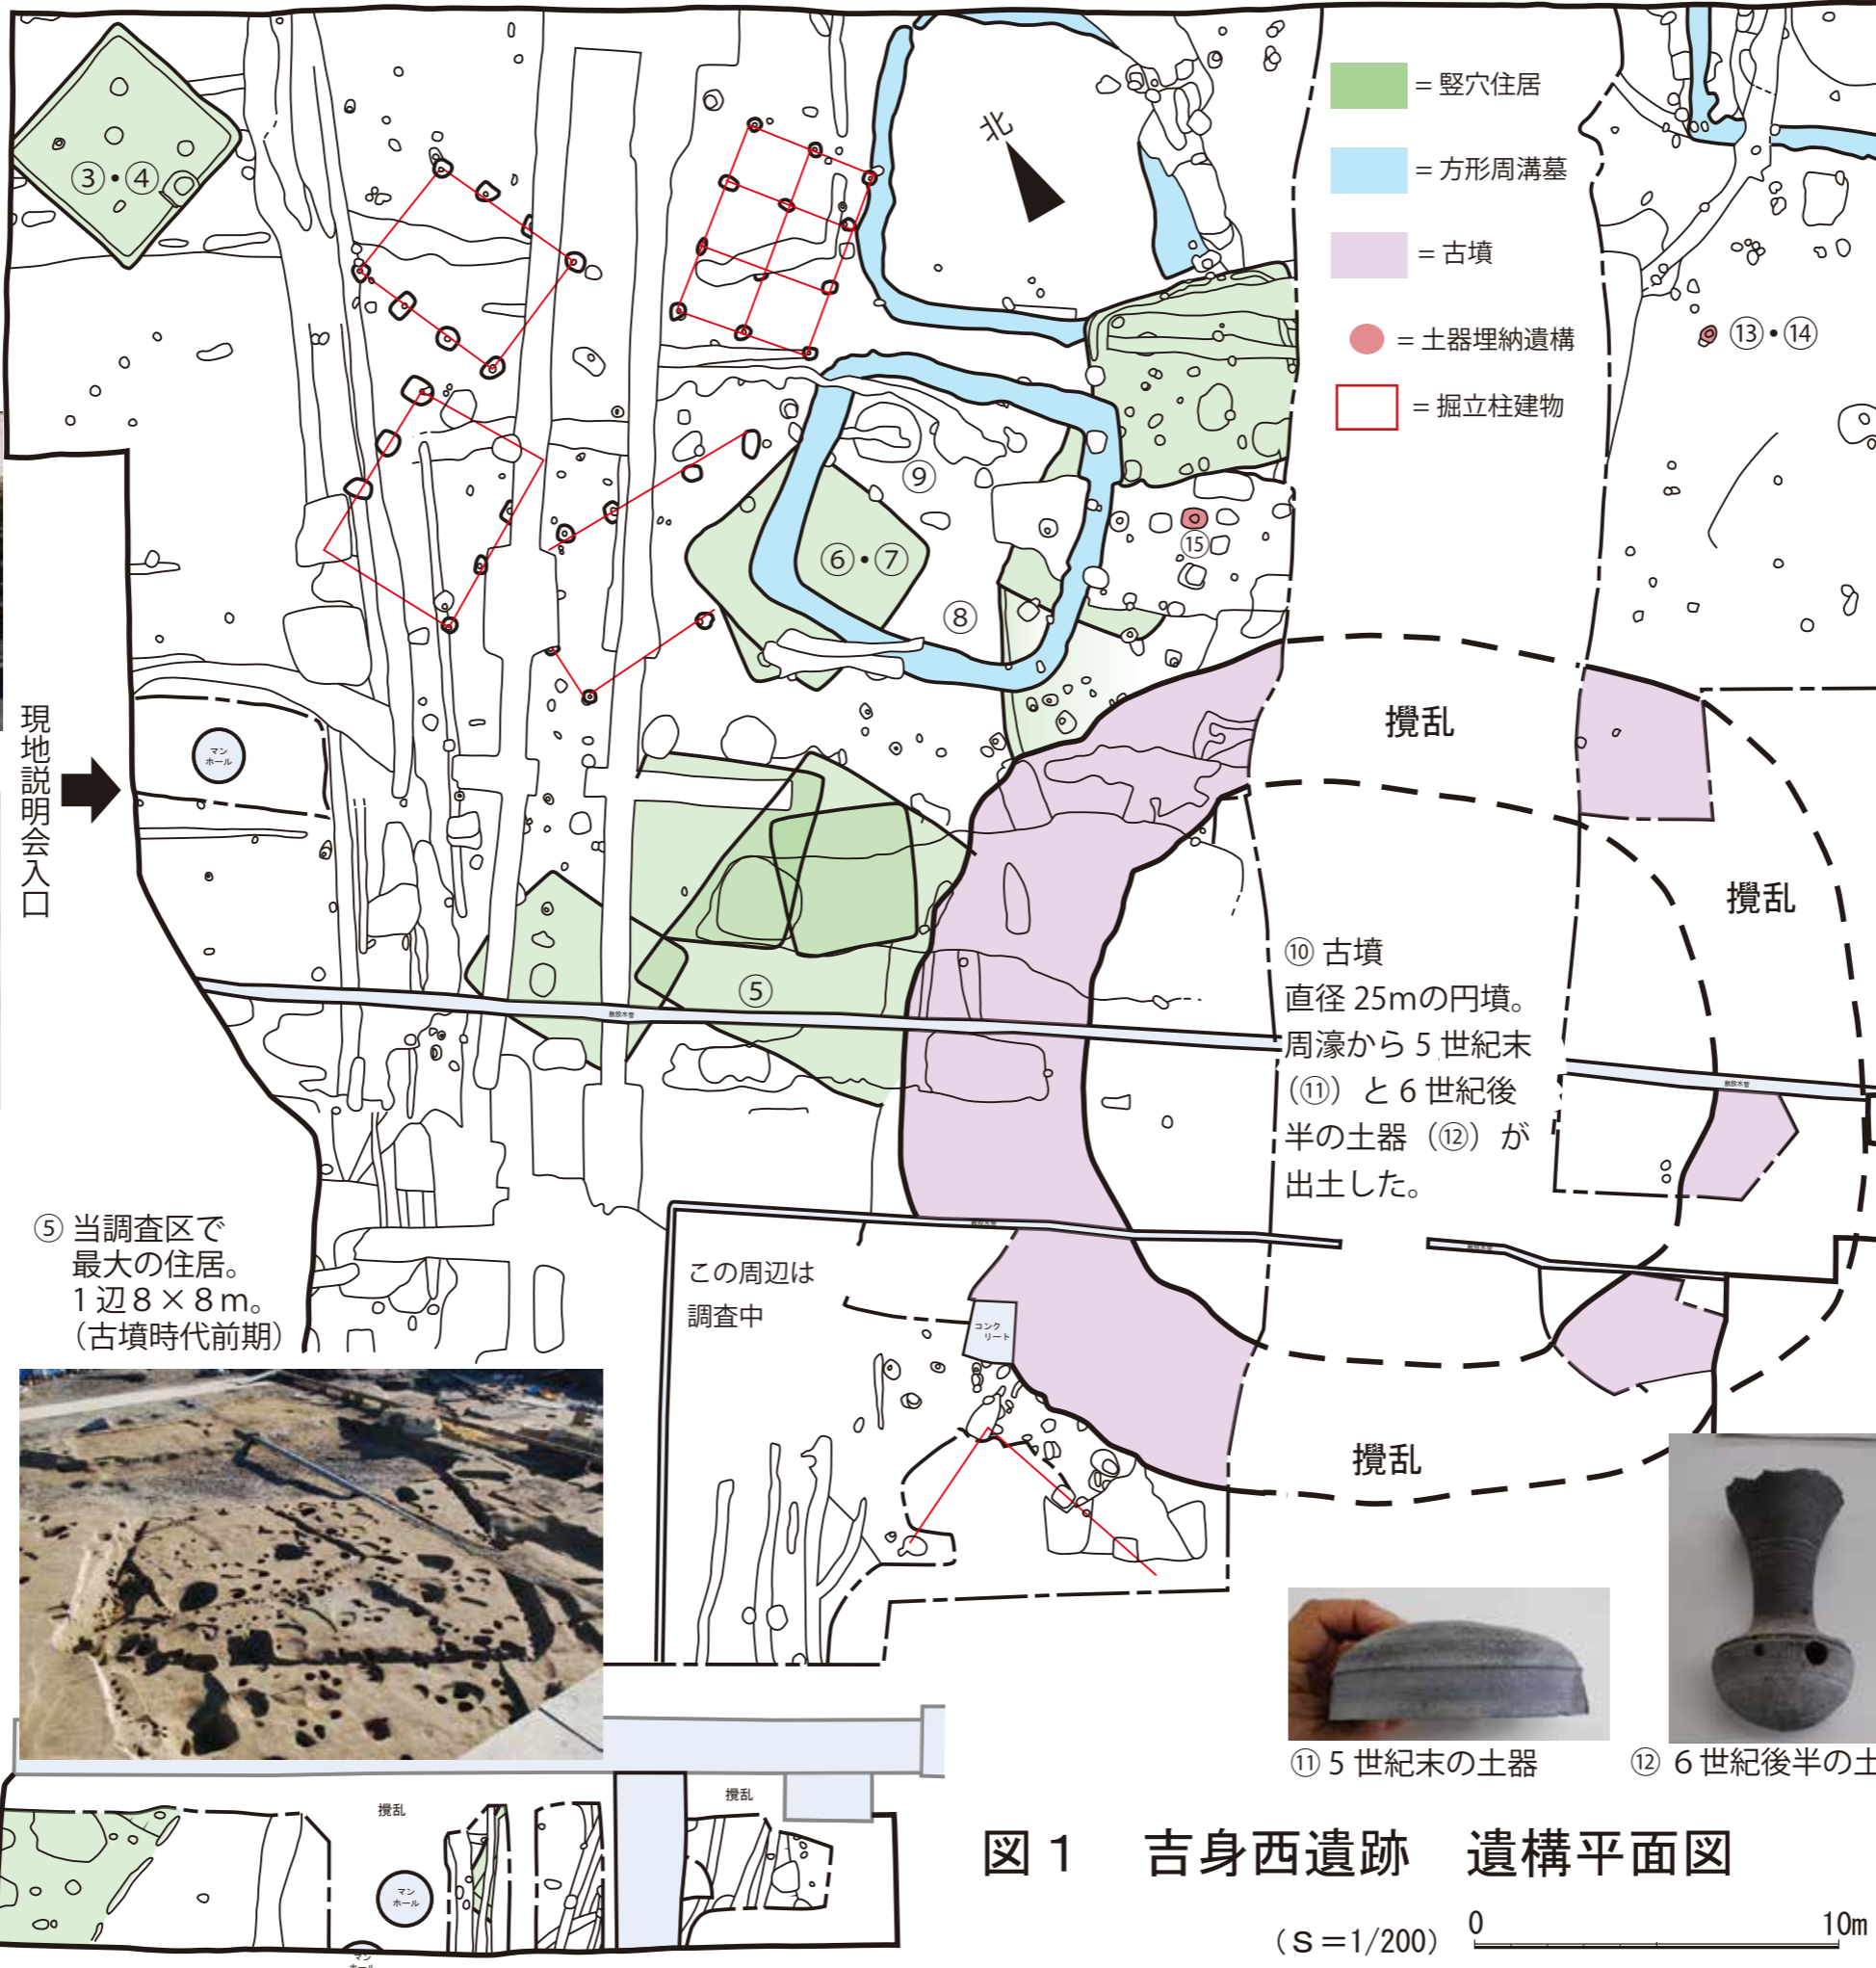 = 竪穴住居
= 方形周溝墓
= 古墳
= 土器埋納遺構
= 掘立柱建物
北
③・④
⑬・⑭
⑨
⑥・⑦
⑧
⑮
現地説明会入口
マン
ホール
攪乱
攪乱
⑤
⑩ 古墳
直径 25mの円墳。
周濠から 5 世紀末
（⑪）と 6 世紀後
半の土器（⑫）が
出土した。
⑤ 当調査区で
最大の住居。
1 辺 8 × 8 m。
（古墳時代前期）
この周辺は
調査中
コンク
リート
攪乱
⑪ 5 世紀末の土器
⑫ 6 世紀後半の土
攪乱
攪乱
マン
ホール
マン
ホール
図 1　吉身西遺跡　遺構平面図
（S＝1/200）
0
10m